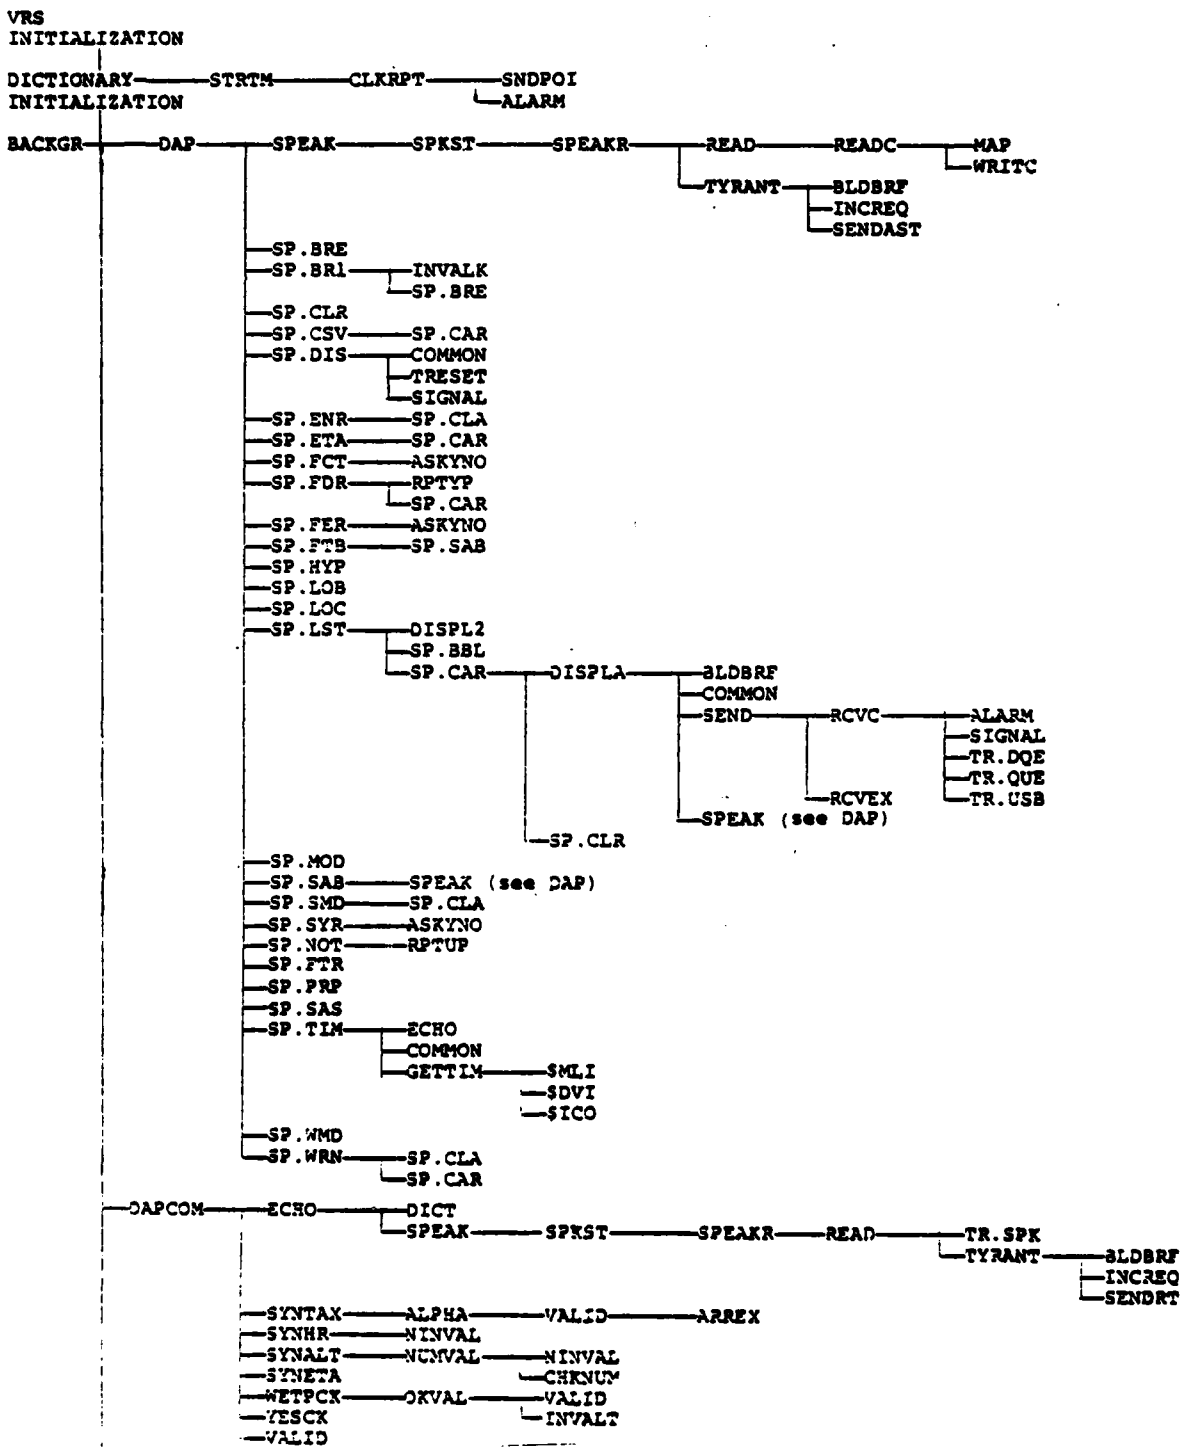 VRS
INITIALIZATION
DICTIONARY STRTM CLKRPT SNDPOI
INITIALIZATION ALARM
BACKGR DAP SPEAK SPKST SPEAKR READ READC MAP
WRITC
TYRANT BLDBRF
INCREQ
SENDAST
SP.BRE
SP.BR1 INVALK
SP.BRE
SP.CLR
SP.CSV SP.CAR
SP.DIS COMMON
TRESET
SIGNAL
SP.ENR SP.CLA
SP.ETA SP.CAR
SP.FCT ASKYNO
SP.FDR RPTYP
SP.CAR
SP.FER ASKYNO
SP.FTB SP.SAB
SP.HYP
SP.LOB
SP.LOC
SP.LST DISPL2
SP.BBL
SP.CAR DISPLA BLDBRF
COMMON
SEND RCVC ALARM
SIGNAL
TR.DQE
TR.QUE
RCVEX TR.USB
SPEAK (see DAP)
SP.CLR
SP.MOD
SP.SAB SPEAK (see DAP)
SP.SMD SP.CLA
SP.SYR ASKYNO
SP.NOT RPTUP
SP.FTR
SP.PRP
SP.SAS
SP.TIM ECHO
COMMON
GETTIM $MLI
$DVI
$ICO
SP.WMD
SP.WRN SP.CLA
SP.CAR
DAPCOM ECHO DICT
SPEAK SPKST SPEAKR READ TR.SPK
TYRANT BLDBRF
INCREQ
SENDRT
SYNTAX ALPHA VALID ARREX
SYNHR NINVAL
SYNALT NUMVAL NINVAL
SYNETA CHKNUM
WETPCK OKVAL VALID
YESCK INVALT
VALID